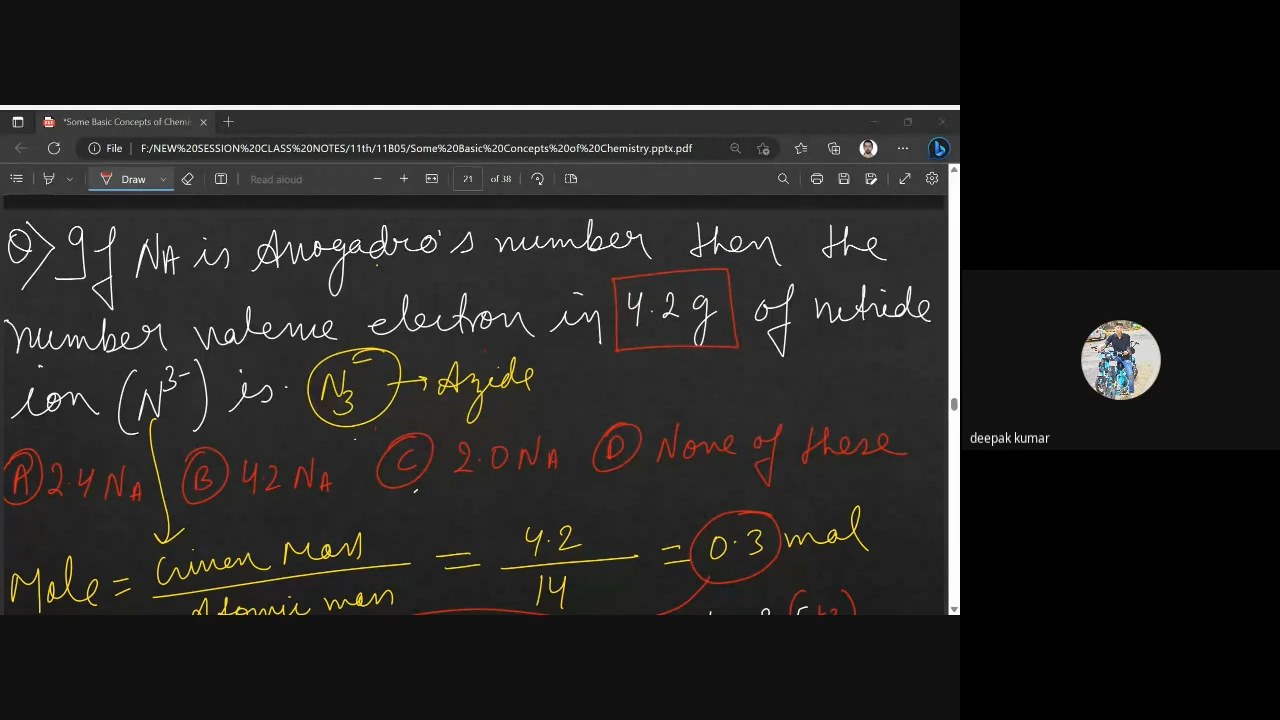 *Some Basic Concepts of Chemi
File F:/NEW%20SESSION%20CLASS%20NOTES/11th/11B05/Some%20Basic%20Concepts%20of%20Chemistry.pptx.pdf
Draw Read aloud 21 of 38
Q> If NA is Avogadro's number then the
number valence electron in 4.2 g of nitride
ion (N³⁻) is. N₃⁻ → Azide
(A) 2.4 NA (B) 4.2 NA (C) 2.0 NA (D) None of these
Mole = Given Mass / Atomic mass = 4.2 / 14 = 0.3 mol
deepak kumar